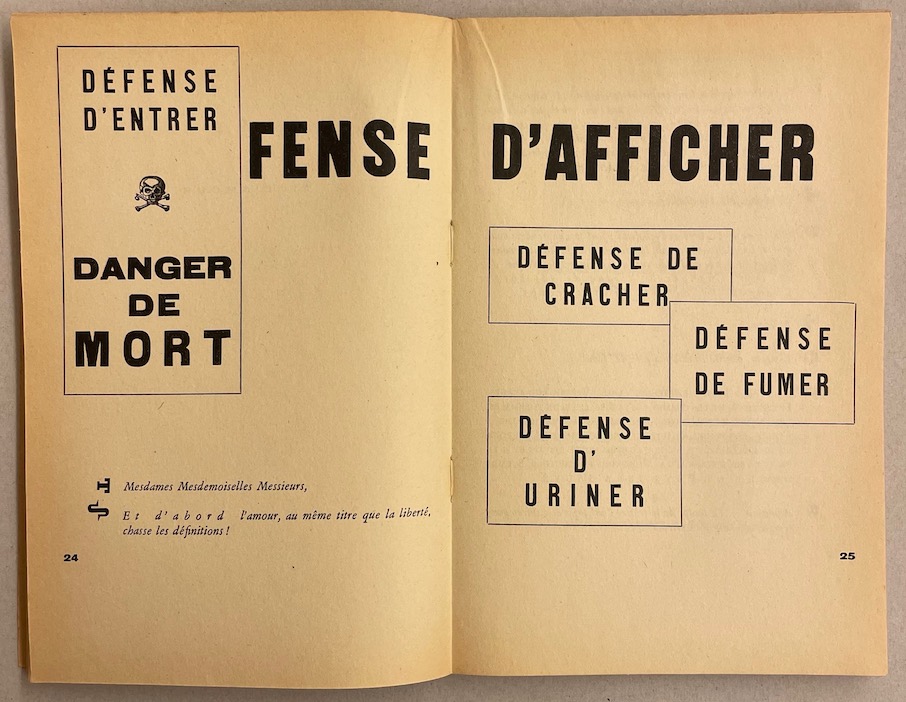 DÉFENSE
D'ENTRER
DANGER
DE
MORT
FENSE D'AFFICHER
DÉFENSE DE
CRACHER
DÉFENSE
DE FUMER
DÉFENSE
D'
URINER
Mesdames Mesdemoiselles Messieurs,
Et d'abord l'amour, au même titre que la liberté,
chasse les définitions !
24
25